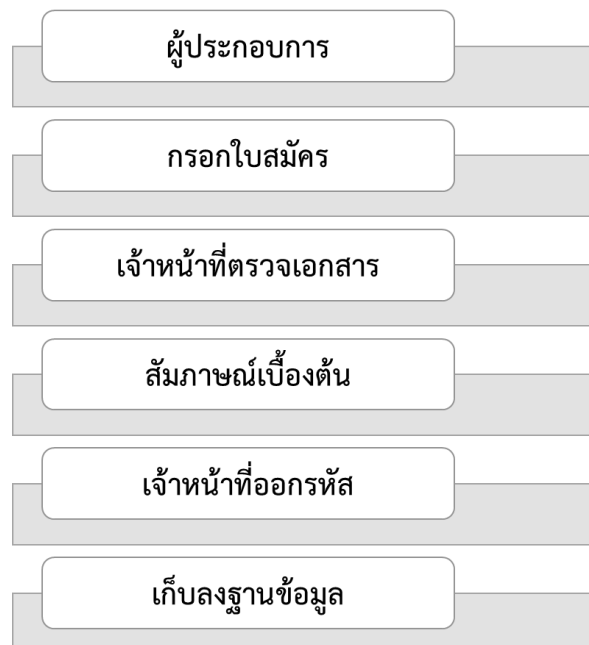 ผู้ประกอบการ
กรอกใบสมัคร
เจ้าหน้าที่ตรวจเอกสาร
สัมภาษณ์เบื้องต้น
เจ้าหน้าที่ออกรหัส
เก็บลงฐานข้อมูล